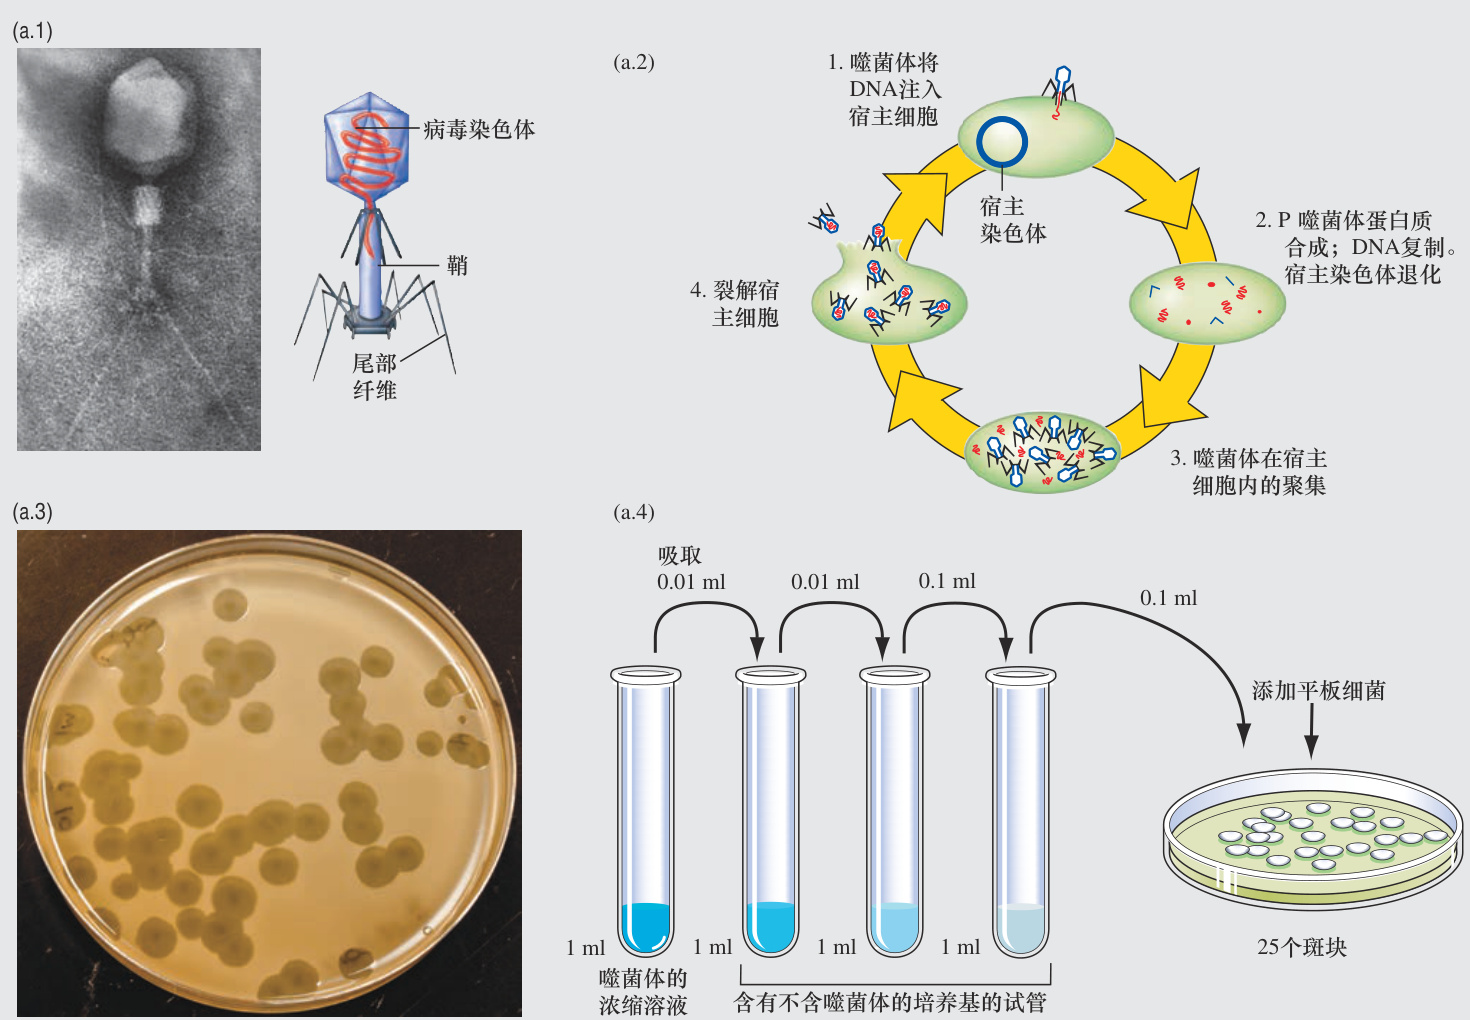 (a.1)
病毒染色体
鞘
尾部
纤维
(a.2)
1. 噬菌体将
DNA注入
宿主细胞
宿主
染色体
2. P 噬菌体蛋白质
合成；DNA复制。
宿主染色体退化
3. 噬菌体在宿主
细胞内的聚集
4. 裂解宿
主细胞
(a.3)
(a.4)
吸取
0.01 ml
0.01 ml
0.1 ml
0.1 ml
添加平板细菌
1 ml
1 ml
1 ml
1 ml
噬菌体的
浓缩溶液
含有不含噬菌体的培养基的试管
25个斑块